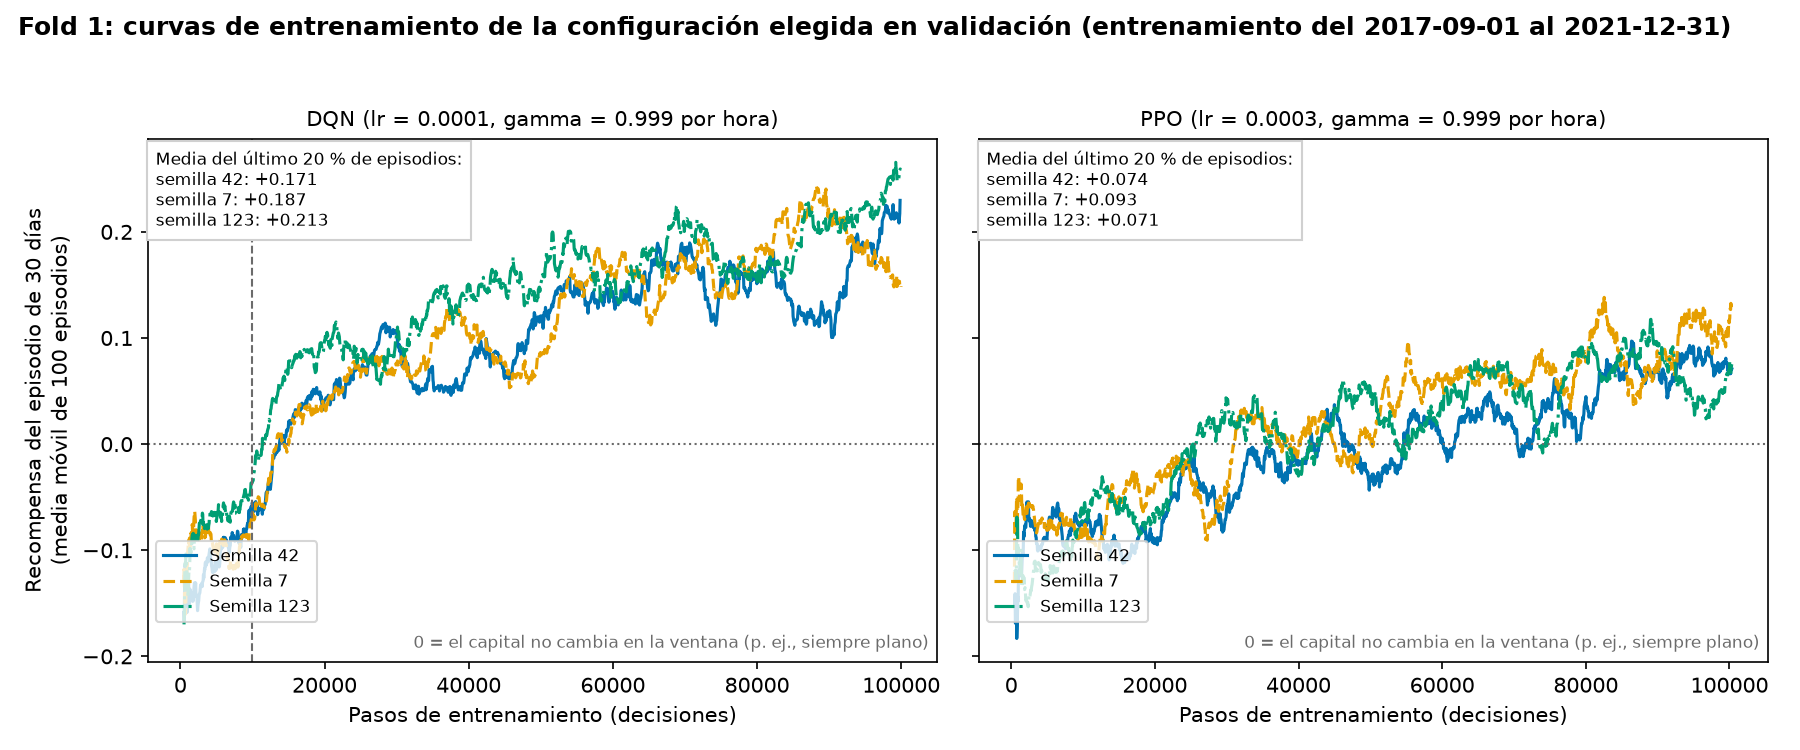 Fold 1: curvas de entrenamiento de la configuración elegida en validación (entrenamiento del 2017-09-01 al 2021-12-31)
DQN (lr = 0.0001, gamma = 0.999 por hora)
Recompensa del episodio de 30 días
(media móvil de 100 episodios)
0.2
0.1
0.0
−0.1
−0.2
Media del último 20 % de episodios:
semilla 42: +0.171
semilla 7: +0.187
semilla 123: +0.213
Semilla 42
Semilla 7
Semilla 123
0 = el capital no cambia en la ventana (p. ej., siempre plano)
0
20000
40000
60000
80000
100000
Pasos de entrenamiento (decisiones)
PPO (lr = 0.0003, gamma = 0.999 por hora)
Media del último 20 % de episodios:
semilla 42: +0.074
semilla 7: +0.093
semilla 123: +0.071
Semilla 42
Semilla 7
Semilla 123
0 = el capital no cambia en la ventana (p. ej., siempre plano)
0
20000
40000
60000
80000
100000
Pasos de entrenamiento (decisiones)